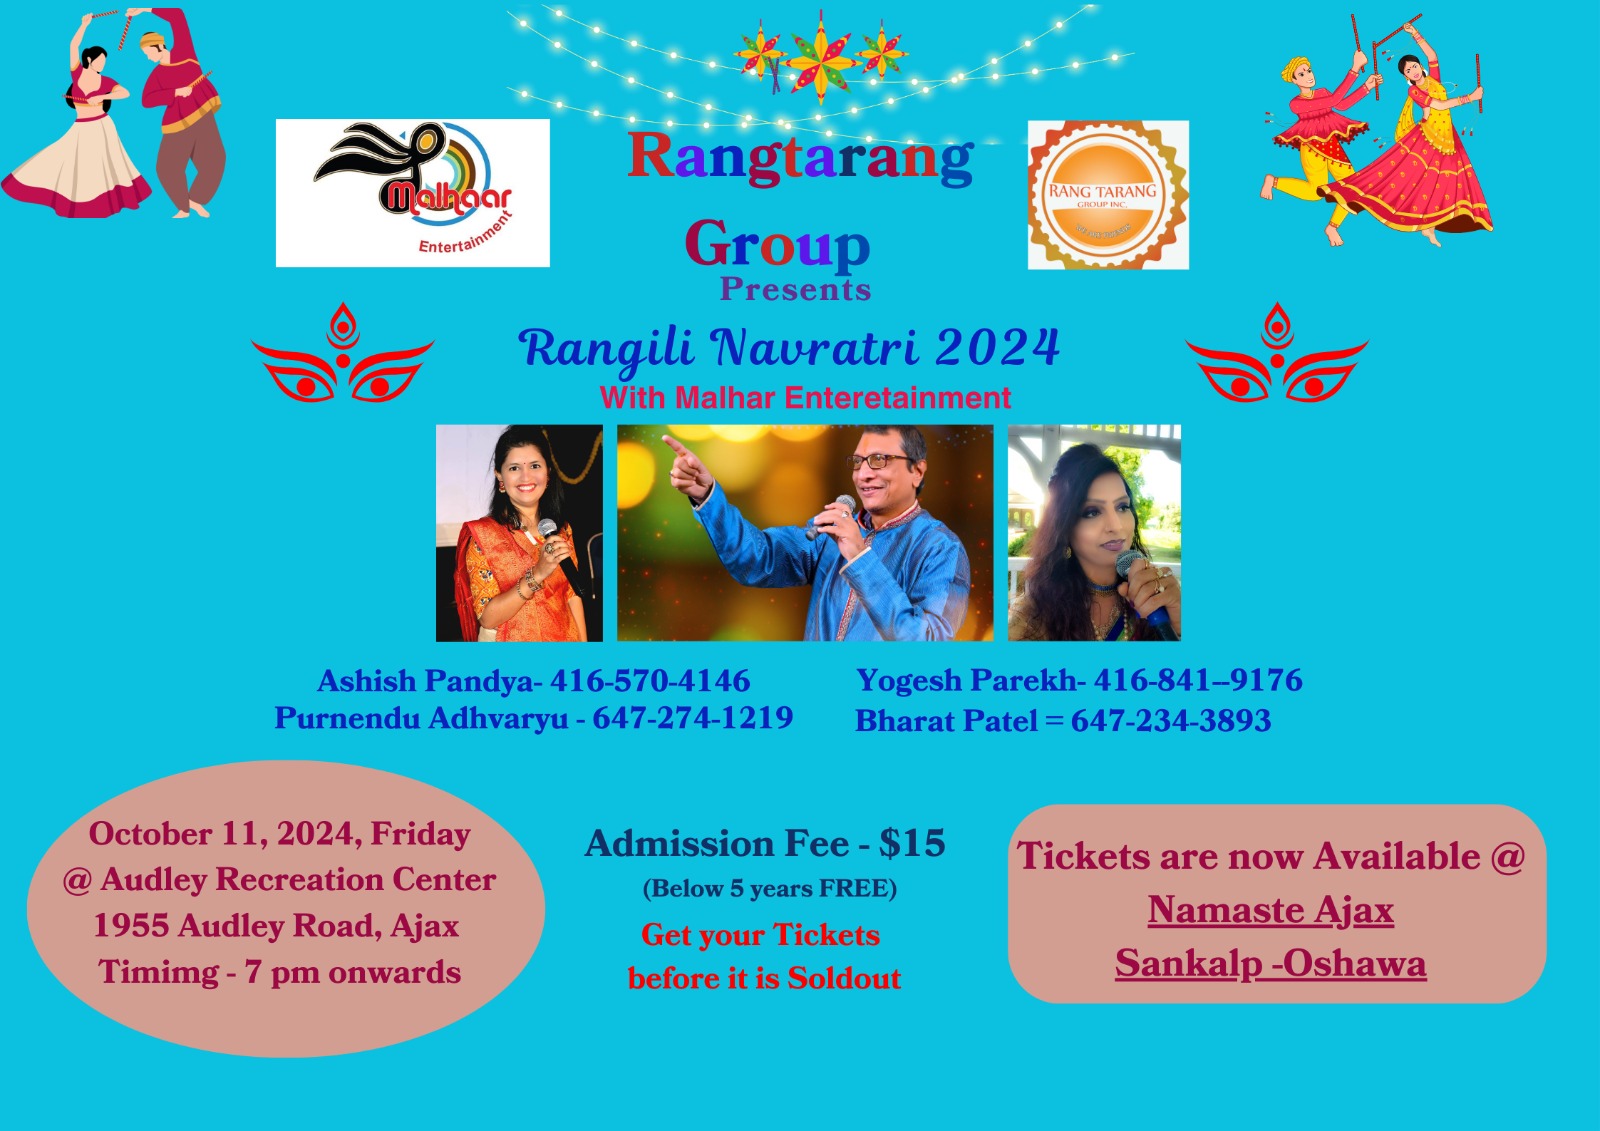 Malhaar
Entertainment
Rangtarang
Group
Presents
RANG TARANG
GROUP INC.
Rangili Navratri 2024
With Malhar Enteretainment
Ashish Pandya- 416-570-4146
Purnendu Adhvaryu - 647-274-1219
Yogesh Parekh- 416-841--9176
Bharat Patel = 647-234-3893
October 11, 2024, Friday
@ Audley Recreation Center
1955 Audley Road, Ajax
Timimg - 7 pm onwards
Admission Fee - $15
(Below 5 years FREE)
Get your Tickets
before it is Soldout
Tickets are now Available @
Namaste Ajax
Sankalp -Oshawa